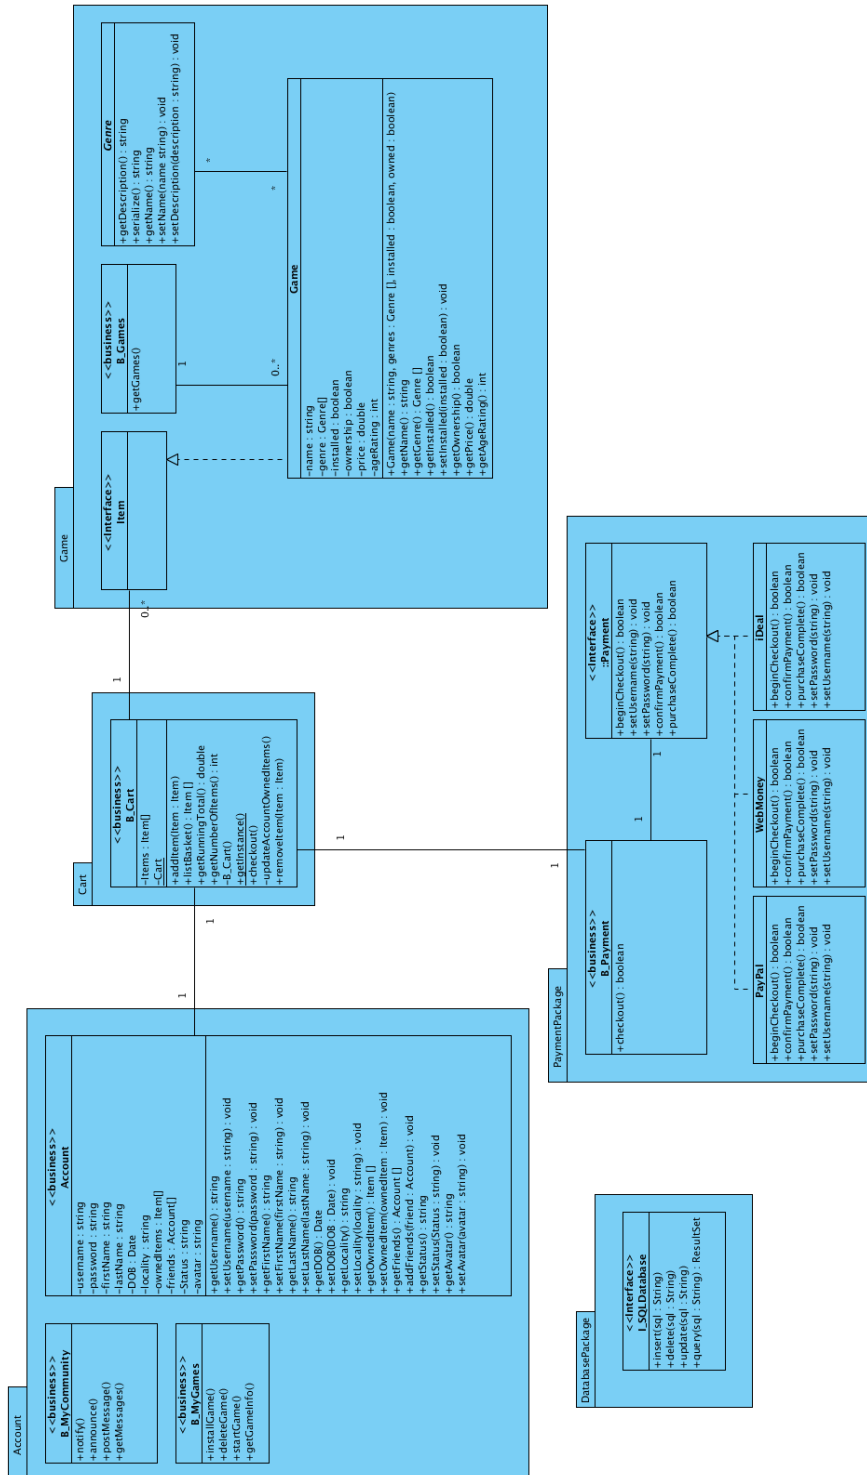 Account
<<business>>
B_MyCommunity
+notify()
+announce()
+postMessage()
+getMessages()
<<business>>
B_MyGames
+installGame()
+deleteGame()
+startGame()
+getGameInfo()
<<business>>
Account
-username : string
-password : string
-firstName : string
-lastName : string
-DOB : Date
-locality : string
-ownedItems : Item[]
-friends : Account[]
-Status : string
-avatar : string
+getUsername() : string
+setUsername(username : string) : void
+getPassword() : string
+setPassword(password : string) : void
+getFirstName() : string
+setFirstName(firstName : string) : void
+getLastName() : string
+setLastName(lastName : string) : void
+getDOB() : Date
+setDOB(DOB : Date) : void
+getLocality() : string
+setLocality(locality : string) : void
+getOwnedItem() : Item []
+setOwnedItem(ownedItem : Item) : void
+getFriends() : Account []
+addFriends(friend : Account) : void
+getStatus() : string
+setStatus(Status : string) : void
+getAvatar() : string
+setAvatar(avatar : string) : void
1
1
Cart
<<business>>
B_Cart
-Items : Item[]
-Cart
+addItem(Item : Item)
+listBasket() : Item []
+getRunningTotal() : double
+getNumberOfItems() : int
-B_Cart()
+getInstance()
+checkout()
-updateAccountOwnedItems()
+removeItem(Item : Item)
1
0..*
1
1
Game
<<Interface>>
Item
<<business>>
B_Games
+getGames()
1
0..*
Genre
+getDescription() : string
+serialize() : string
+getName() : string
+setName(name string) : void
+setDescription(description : string) : void
*
*
Game
-name : string
-genre : Genre[]
-installed : boolean
-ownership : boolean
-price : double
-ageRating : int
+Game(name : string, genres : Genre [], installed : boolean, owned : boolean)
+getName() : string
+getGenre() : Genre []
+getInstalled() : boolean
+setInstalled(installed : boolean) : void
+getOwnership() : boolean
+getPrice() : double
+getAgeRating() : int
DatabasePackage
<<Interface>>
I_SQLDatabase
+insert(sql : String)
+delete(sql : String)
+update(sql : String)
+query(sql : String) : ResultSet
PaymentPackage
<<business>>
B_Payment
+checkout() : boolean
1
1
<<Interface>>
::Payment
+beginCheckout() : boolean
+setUsername(string) : void
+setPassword(string) : void
+confirmPayment() : boolean
+purchaseComplete() : boolean
PayPal
+beginCheckout() : boolean
+confirmPayment() : boolean
+purchaseComplete() : boolean
+setPassword(string) : void
+setUsername(string) : void
WebMoney
+beginCheckout() : boolean
+confirmPayment() : boolean
+purchaseComplete() : boolean
+setPassword(string) : void
+setUsername(string) : void
iDeal
+beginCheckout() : boolean
+confirmPayment() : boolean
+purchaseComplete() : boolean
+setPassword(string) : void
+setUsername(string) : void